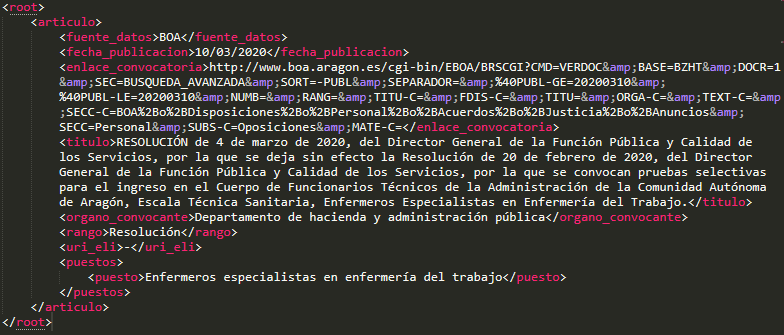 <root>
<articulo>
<fuente_datos>BOA</fuente_datos>
<fecha_publicacion>10/03/2020</fecha_publicacion>
<enlace_convocatoria>http://www.boa.aragon.es/cgi-bin/EBOA/BRSCGI?CMD=VERDOC&amp;BASE=BZHT&amp;DOCR=1
&amp;SEC=BUSQUEDA_AVANZADA&amp;SORT=-PUBL&amp;SEPARADOR=&amp;%40PUBL-GE=20200310&amp;
%40PUBL-LE=20200310&amp;NUMB=&amp;RANG=&amp;TITU-C=&amp;FDIS-C=&amp;TITU=&amp;ORGA-C=&amp;TEXT-C=&amp
;SECC-C=BOA%2Bo%2BDisposiciones%2Bo%2BPersonal%2Bo%2BAcuerdos%2Bo%2BJusticia%2Bo%2BAnuncios&amp;
SECC=Personal&amp;SUBS-C=Oposiciones&amp;MATE-C=</enlace_convocatoria>
<titulo>RESOLUCIÓN de 4 de marzo de 2020, del Director General de la Función Pública y Calidad de
los Servicios, por la que se deja sin efecto la Resolución de 20 de febrero de 2020, del Director
General de la Función Pública y Calidad de los Servicios, por la que se convocan pruebas selectivas
para el ingreso en el Cuerpo de Funcionarios Técnicos de la Administración de la Comunidad Autónoma
de Aragón, Escala Técnica Sanitaria, Enfermeros Especialistas en Enfermería del Trabajo.</titulo>
<organo_convocante>Departamento de hacienda y administración pública</organo_convocante>
<rango>Resolución</rango>
<uri_eli>-</uri_eli>
<puestos>
<puesto>Enfermeros especialistas en enfermería del trabajo</puesto>
</puestos>
</articulo>
</root>